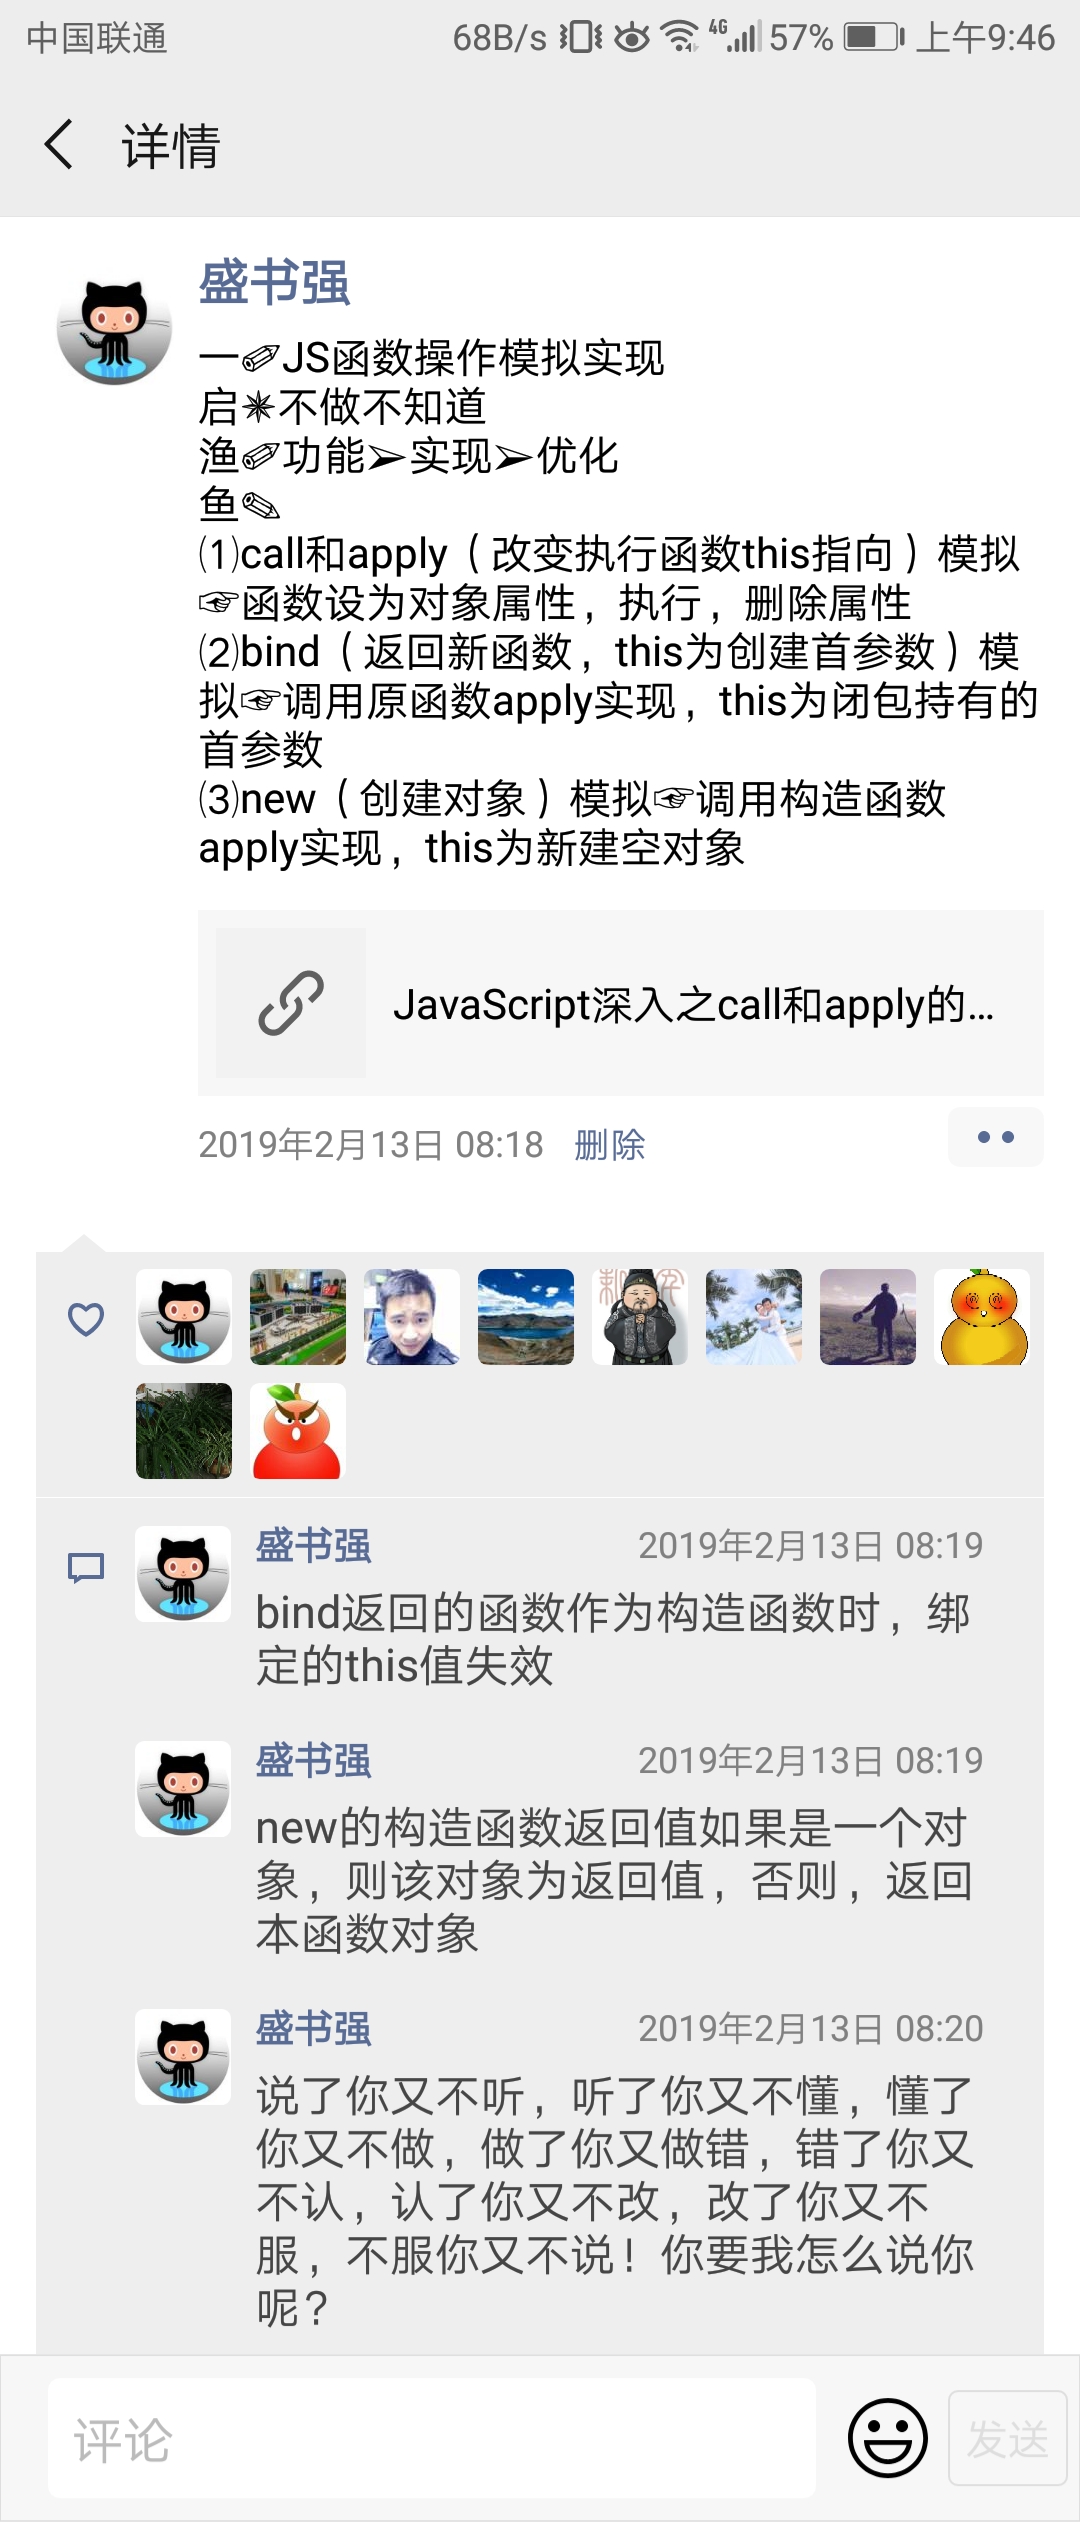 中国联通 68B/s 4G 57% 上午9:46
详情
盛书强
一✐JS函数操作模拟实现
启✷不做不知道
渔✐功能➢实现➢优化
鱼✎
⑴call和apply（改变执行函数this指向）模拟
☞函数设为对象属性，执行，删除属性
⑵bind（返回新函数，this为创建首参数）模
拟☞调用原函数apply实现，this为闭包持有的
首参数
⑶new（创建对象）模拟☞调用构造函数
apply实现，this为新建空对象
JavaScript深入之call和apply的...
2019年2月13日 08:18 删除
盛书强 2019年2月13日 08:19
bind返回的函数作为构造函数时，绑
定的this值失效
盛书强 2019年2月13日 08:19
new的构造函数返回值如果是一个对
象，则该对象为返回值，否则，返回
本函数对象
盛书强 2019年2月13日 08:20
说了你又不听，听了你又不懂，懂了
你又不做，做了你又做错，错了你又
不认，认了你又不改，改了你又不
服，不服你又不说！你要我怎么说你
呢？
评论 发送